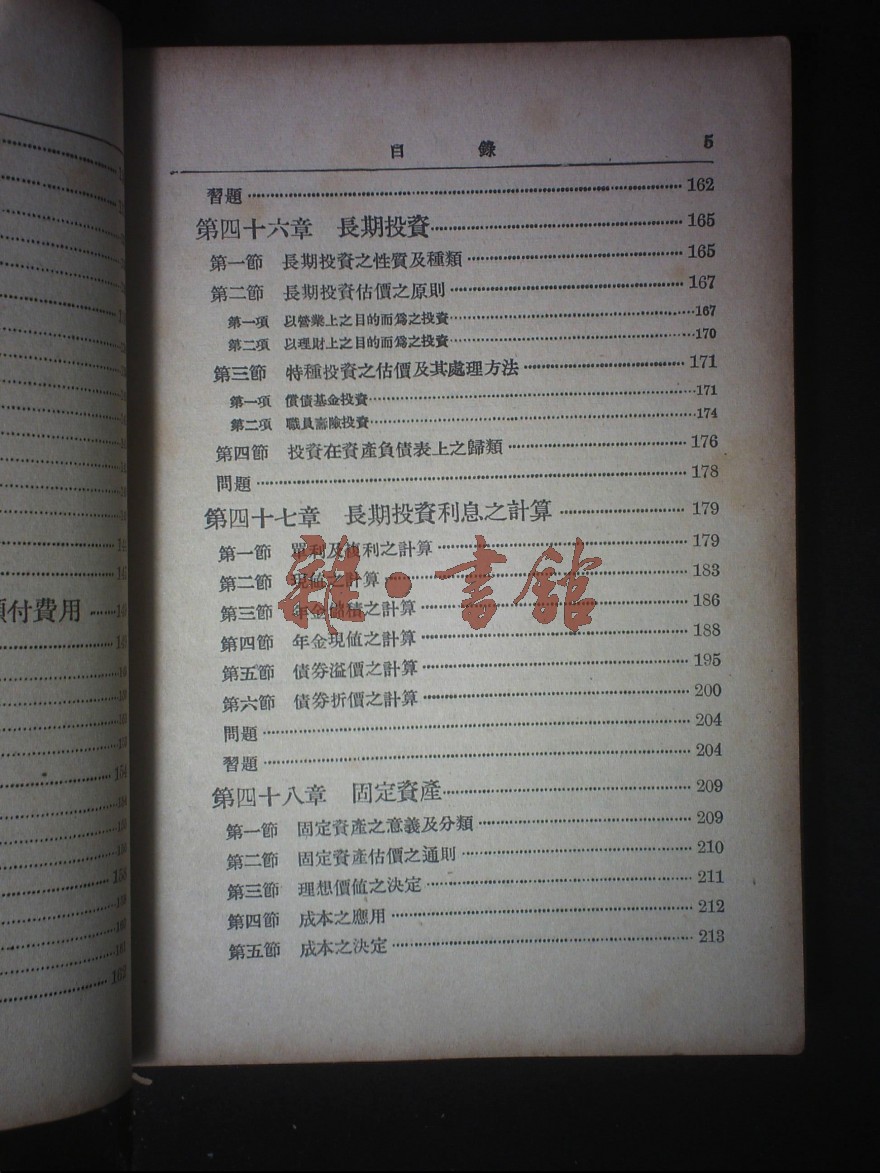 目 錄 5
習題 162
第四十六章 長期投資 165
第一節 長期投資之性質及種類 165
第二節 長期投資估價之原則 167
第一項 以營業上之目的而爲之投資 167
第二項 以理財上之目的而爲之投資 170
第三節 特種投資之估價及其處理方法 171
第一項 償債基金投資 171
第二項 職員壽險投資 174
第四節 投資在資產負債表上之歸類 176
問題 178
第四十七章 長期投資利息之計算 179
第一節 單利及複利之計算 179
第二節 現值之計算 183
第三節 年金儲積之計算 186
第四節 年金現値之計算 188
第五節 債券溢價之計算 195
第六節 債券折價之計算 200
問題 204
習題 204
第四十八章 固定資產 209
第一節 固定資產之意義及分類 209
第二節 固定資產估價之通則 210
第三節 理想價値之決定 211
第四節 成本之應用 212
第五節 成本之決定 213
雜·書館
付費用
154